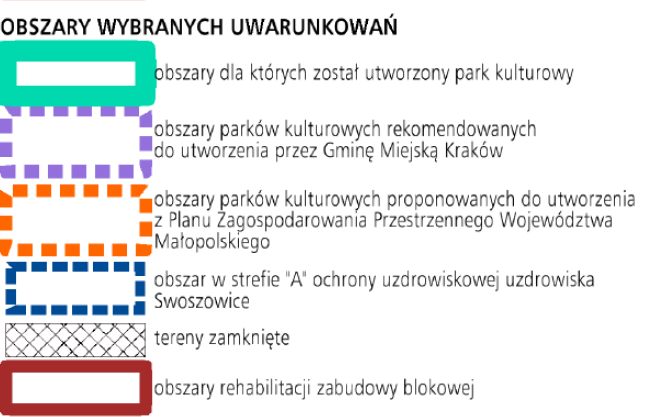 OBSZARY WYBRANYCH UWARUNKOWAŃ
obszary dla których został utworzony park kulturowy
obszary parków kulturowych rekomendowanych
do utworzenia przez Gminę Miejską Kraków
obszary parków kulturowych proponowanych do utworzenia
z Planu Zagospodarowania Przestrzennego Województwa
Małopolskiego
obszar w strefie "A" ochrony uzdrowiskowej uzdrowiska
Swoszowice
tereny zamknięte
obszary rehabilitacji zabudowy blokowej